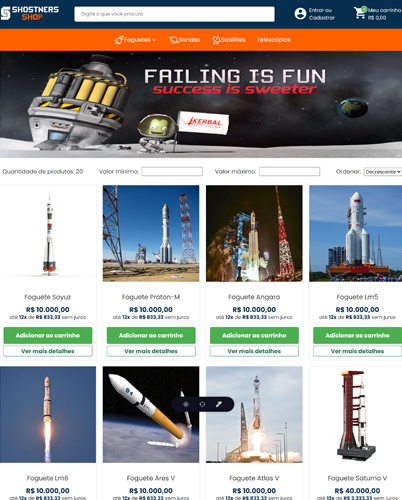 SHOSTNERS
SHOP
Digite o que você procura
Entrar ou
Cadastrar
Meu carrinho
R$ 0,00
Foguetes
Sondas
Satélites
Telescópios
FAILING IS FUN
success is sweeter
KERBAL
Quantidade de produtos: 20
Valor mínimo:
Valor máximo:
Ordenar:
Decrescente
Foguete Soyuz
Foguete Proton-M
Foguete Angara
Foguete Lm5
R$ 10.000,00
R$ 10.000,00
R$ 10.000,00
R$ 10.000,00
até 12x de R$ 833,33 sem juros
até 12x de R$ 833,33 sem juros
até 12x de R$ 833,33 sem juros
até 12x de R$ 833,33 sem juros
Adicionar ao carrinho
Adicionar ao carrinho
Adicionar ao carrinho
Adicionar ao carrinho
Ver mais detalhes
Ver mais detalhes
Ver mais detalhes
Ver mais detalhes
Foguete Lm6
Foguete Ares V
Foguete Atlas V
Foguete Saturno V
R$ 10.000,00
R$ 10.000,00
R$ 10.000,00
R$ 40.000,00
até 12x de R$ 833,33 sem juros
até 12x de R$ 833,33 sem juros
até 12x de R$ 833,33 sem juros
até 12x de R$ 3.333,33 sem juros